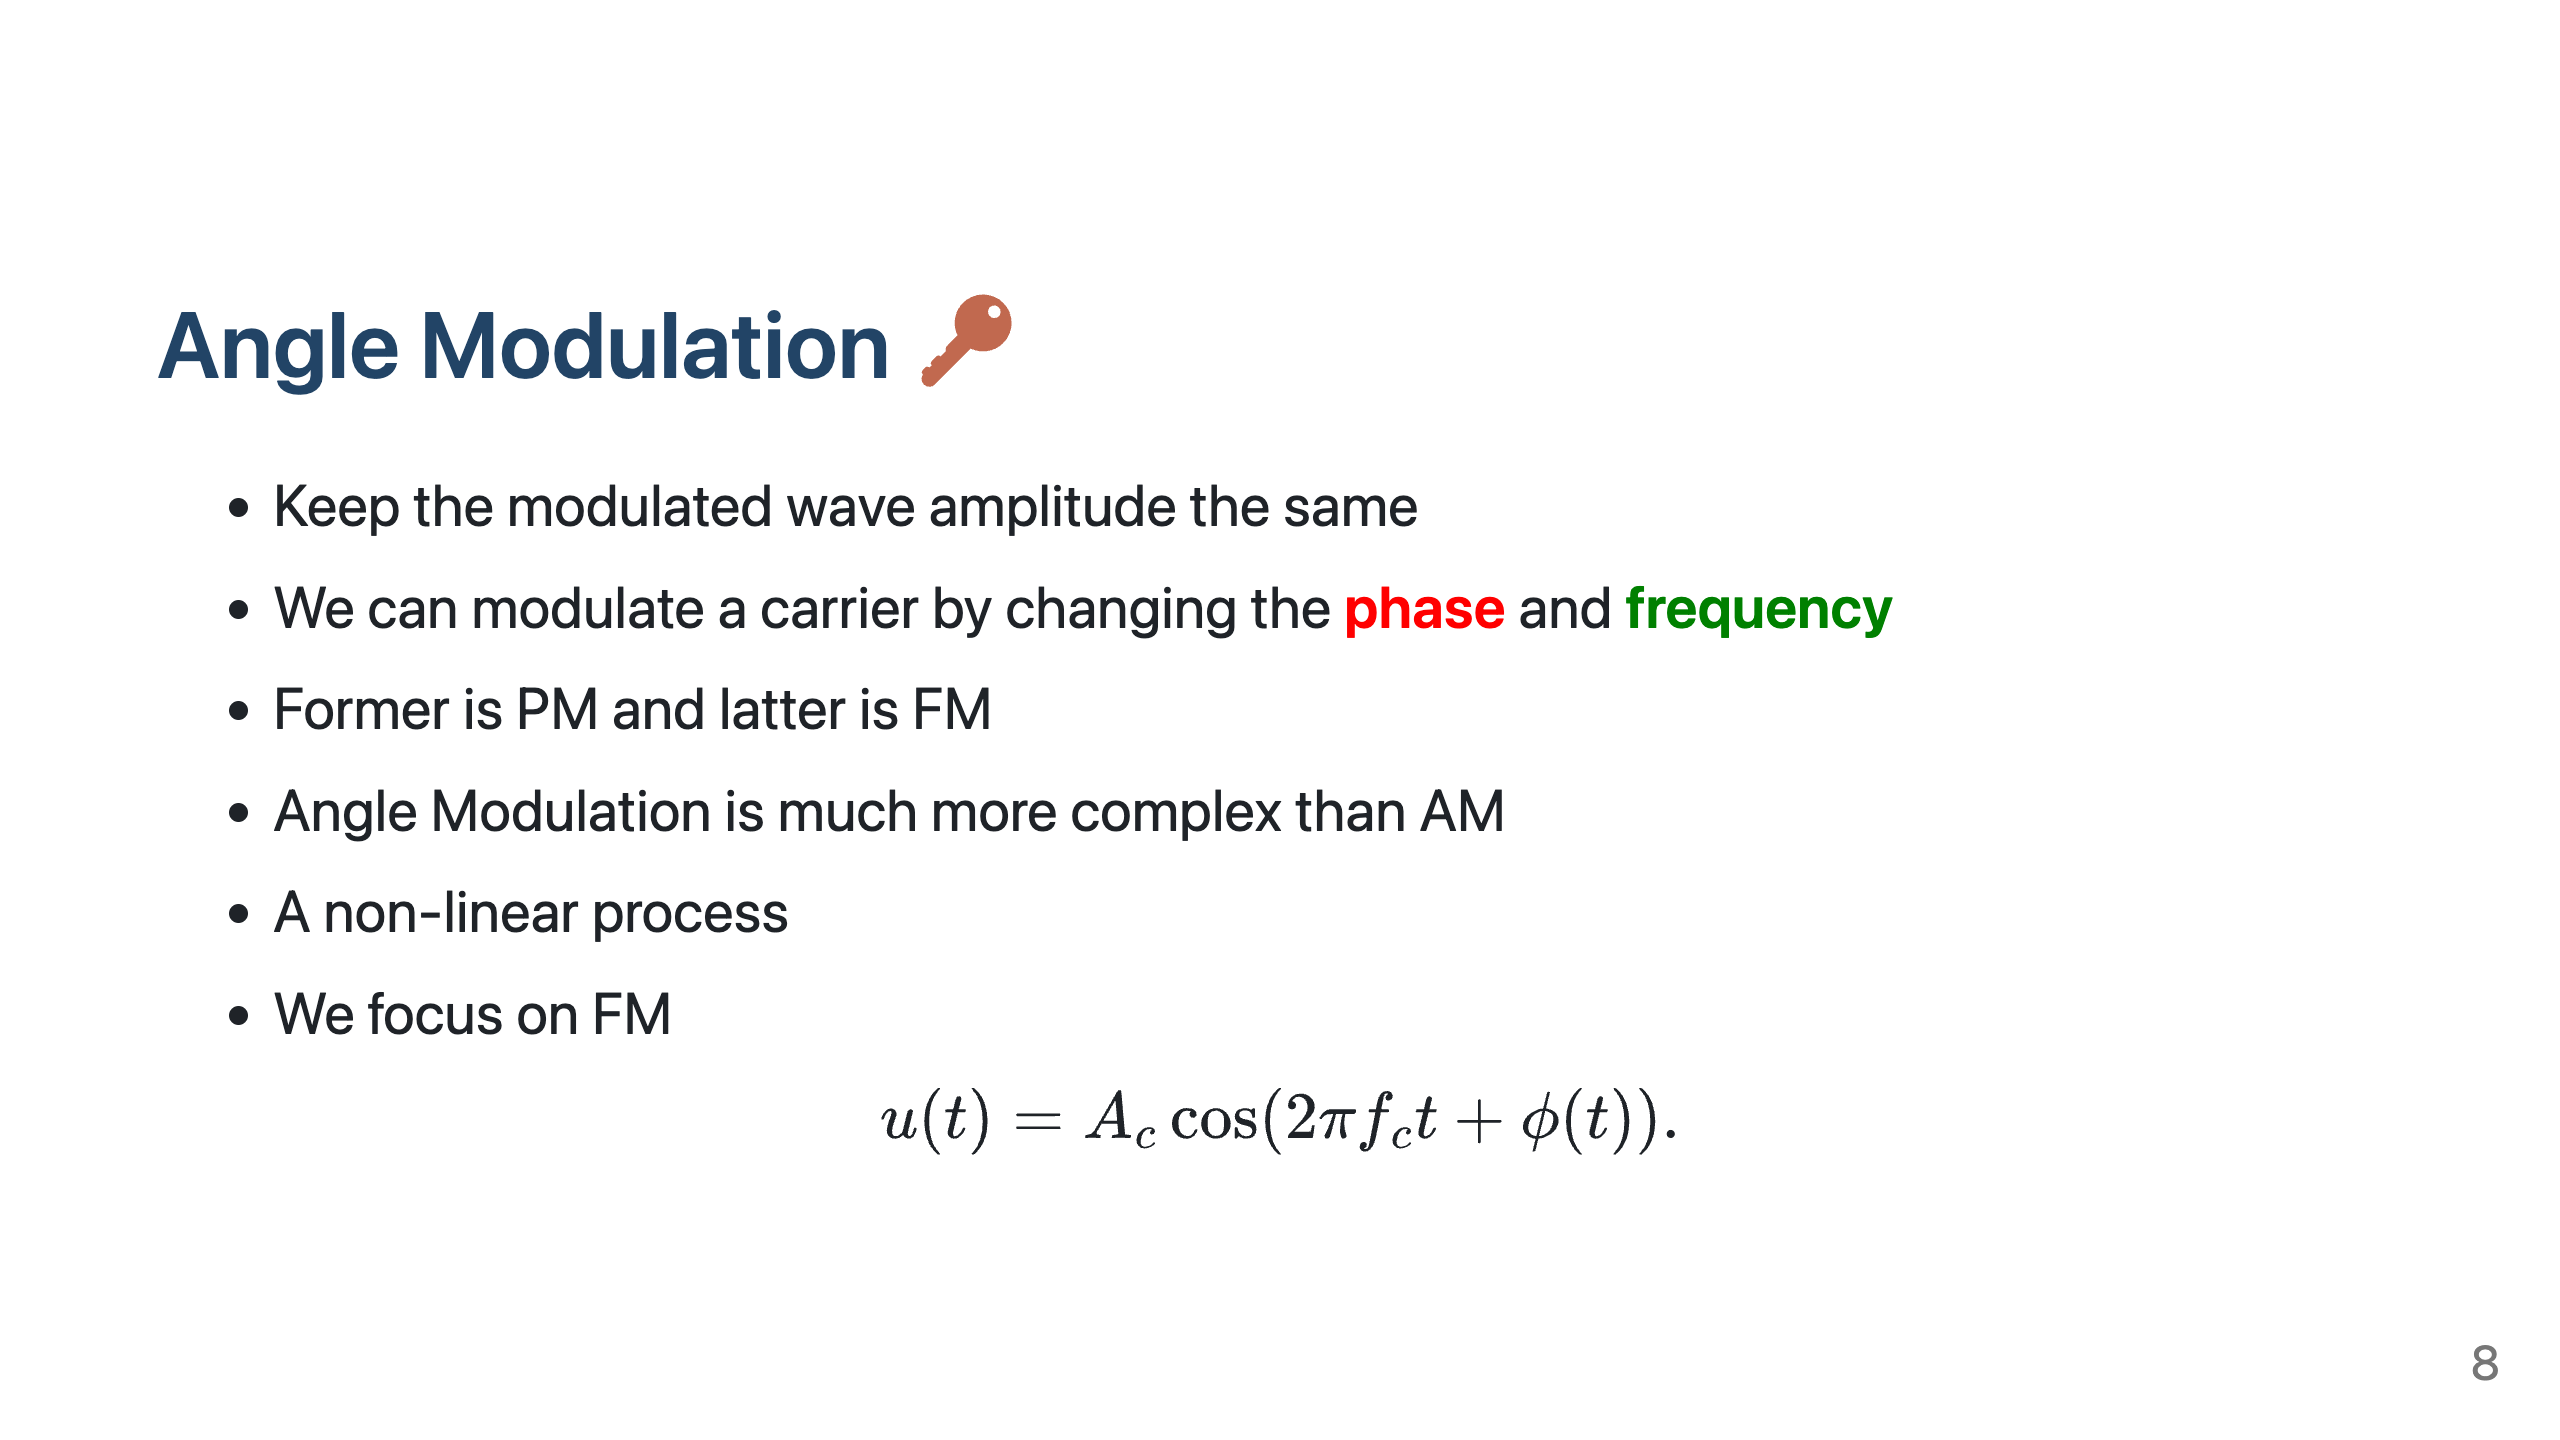 Angle Modulation 🔑
• Keep the modulated wave amplitude the same
• We can modulate a carrier by changing the phase and frequency
• Former is PM and latter is FM
• Angle Modulation is much more complex than AM
• A non-linear process
• We focus on FM
u(t) = A_c cos(2πf_ct + ϕ(t)).
8